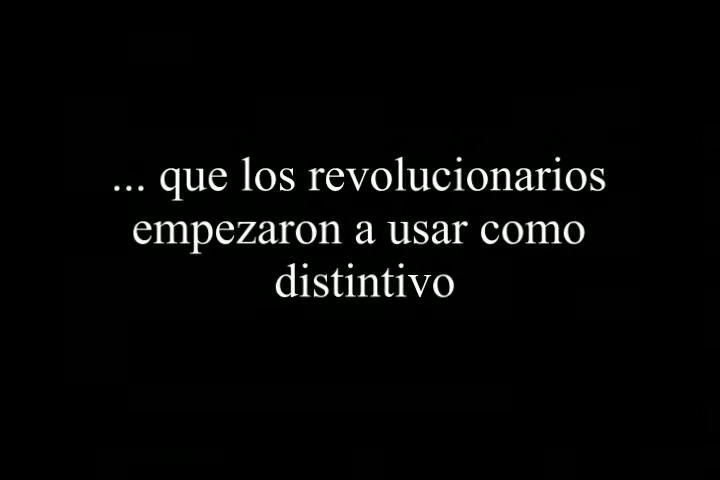 ... que los revolucionarios
empezaron a usar como
distintivo